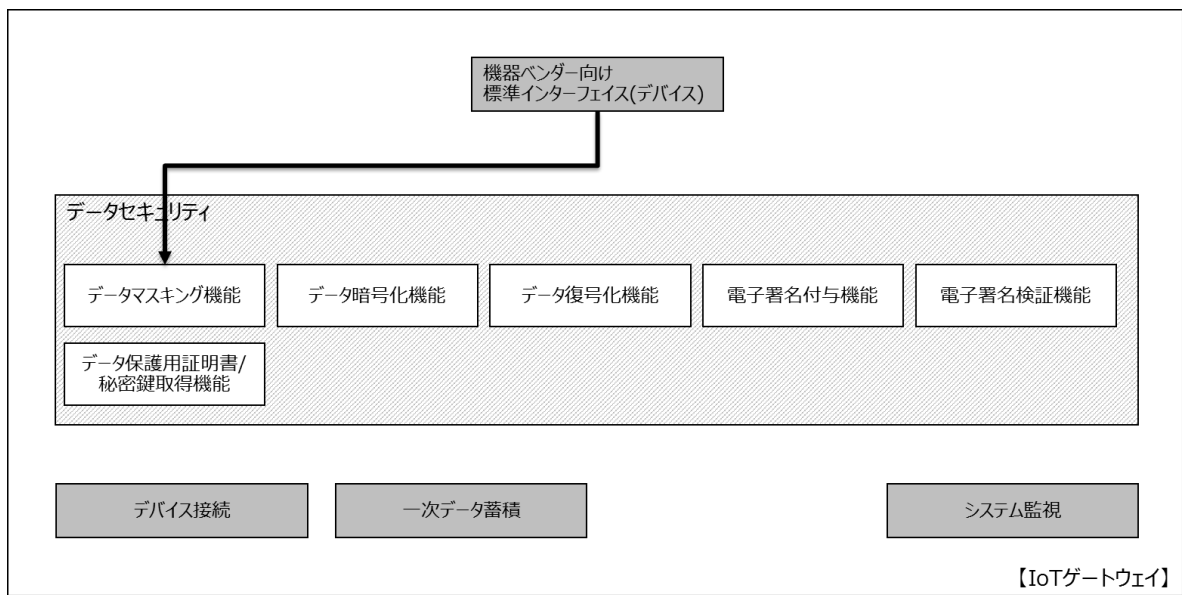 機器ベンダー向け
標準インターフェイス(デバイス)
データセキュリティ
データマスキング機能
データ暗号化機能
データ復号化機能
電子署名付与機能
電子署名検証機能
データ保護用証明書/
秘密鍵取得機能
デバイス接続
一次データ蓄積
システム監視
【IoTゲートウェイ】